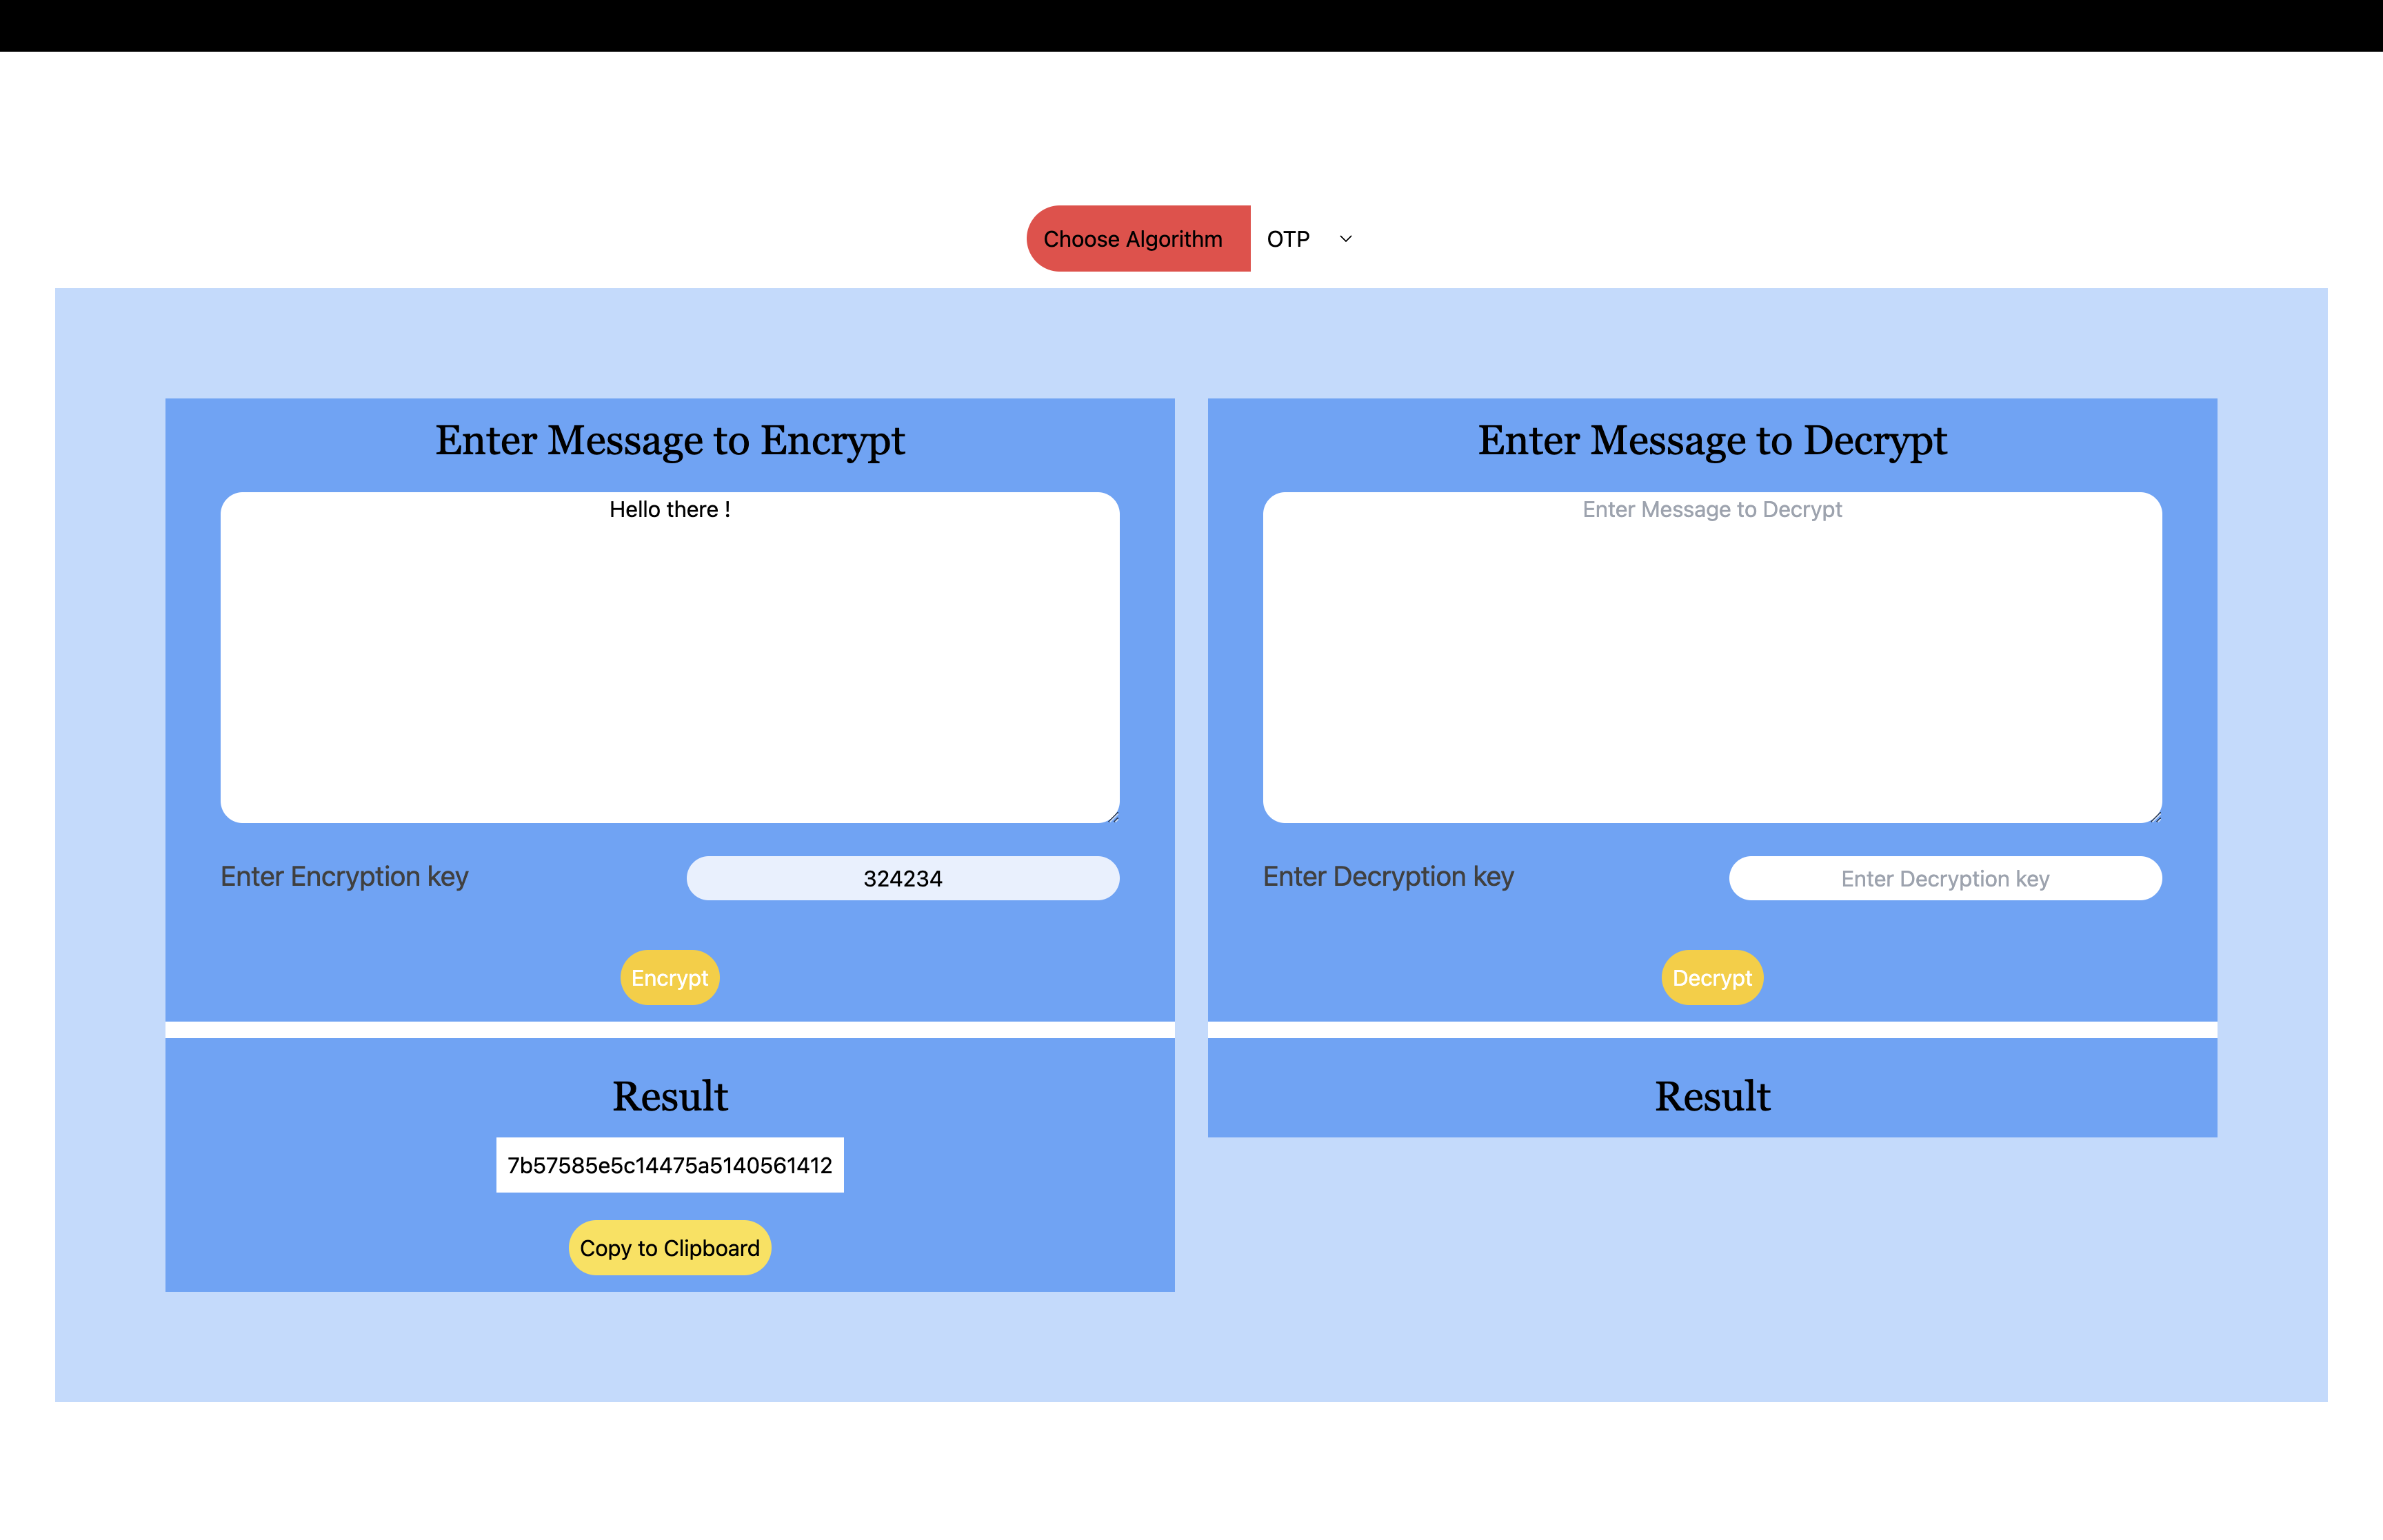 Choose Algorithm OTP
Enter Message to Encrypt
Hello there !
Enter Encryption key 324234
Encrypt
Result
7b57585e5c14475a5140561412
Copy to Clipboard
Enter Message to Decrypt
Enter Message to Decrypt
Enter Decryption key Enter Decryption key
Decrypt
Result